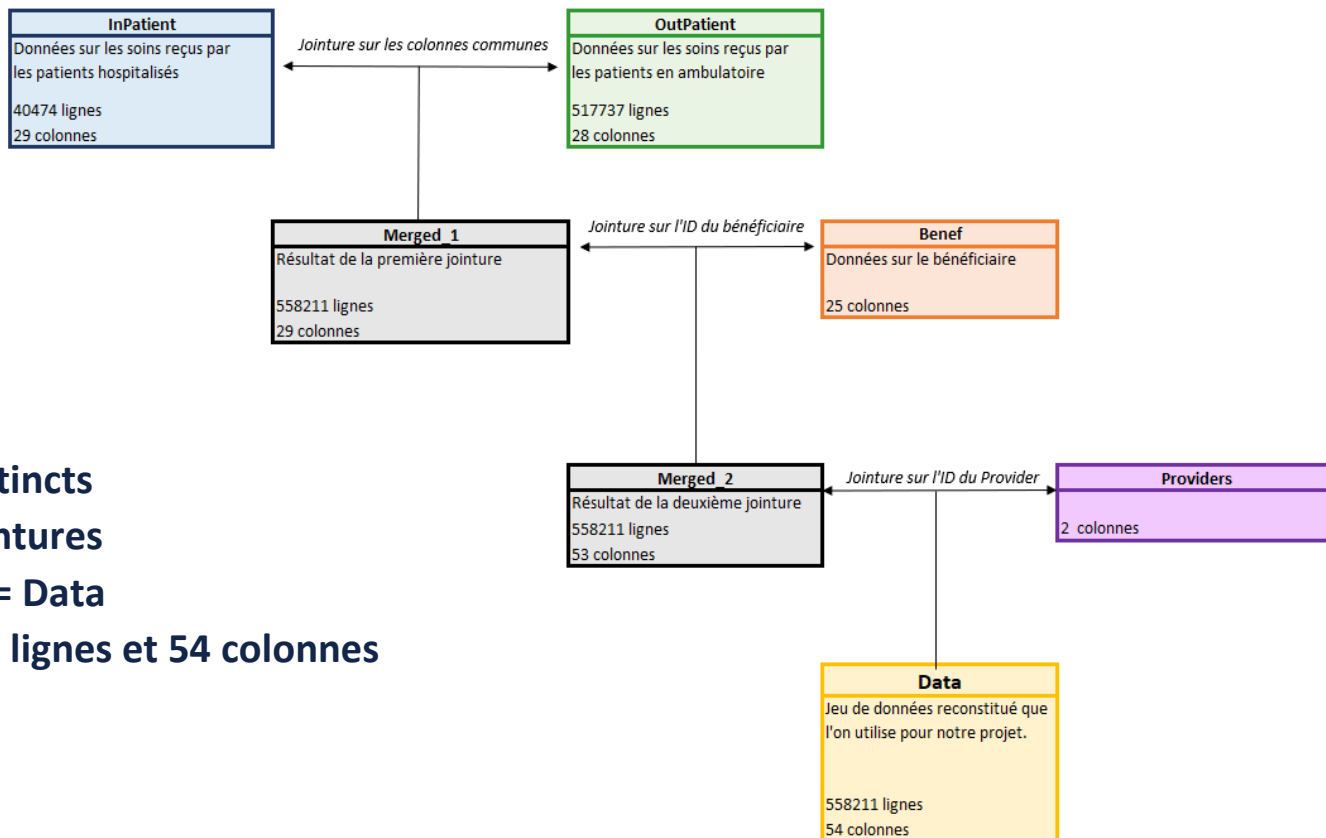 InPatient
Données sur les soins reçus par
les patients hospitalisés
40474 lignes
29 colonnes
Jointure sur les colonnes communes
OutPatient
Données sur les soins reçus par
les patients en ambulatoire
517737 lignes
28 colonnes
Merged_1
Résultat de la première jointure
558211 lignes
29 colonnes
Jointure sur l'ID du bénéficiaire
Benef
Données sur le bénéficiaire
25 colonnes
Merged_2
Résultat de la deuxième jointure
558211 lignes
53 colonnes
Jointure sur l'ID du Provider
Providers
2 colonnes
tincts
ntures
= Data
lignes et 54 colonnes
Data
Jeu de données reconstitué que
l'on utilise pour notre projet.
558211 lignes
54 colonnes